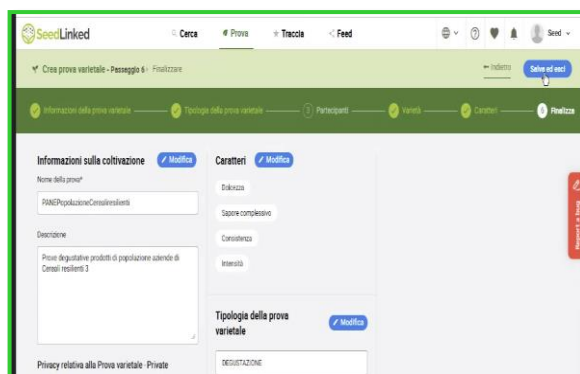 SeedLinked
Cerca
Prova
Traccia
Feed
Seed
Crea prova varietale - Passaggio 6 - Finalizzare
Indietro
Salva ed esci
Informazioni della prova varietale
Tipologia della prova varietale
3 Partecipanti
Varietà
Caratteri
6 Finalizza
Informazioni sulla coltivazione
Modifica
Nome della prova*
PANEPopolazioneCerealiresilienti
Descrizione
Prove degustative prodotti di popolazione aziende di
Cereali resilienti 3
Privacy relativa alla Prova varietale - Private
Caratteri
Modifica
Dolcezza
Sapore complessivo
Consistenza
Intensità
Tipologia della prova
varietale
Modifica
DEGUSTAZIONE
Report a bug